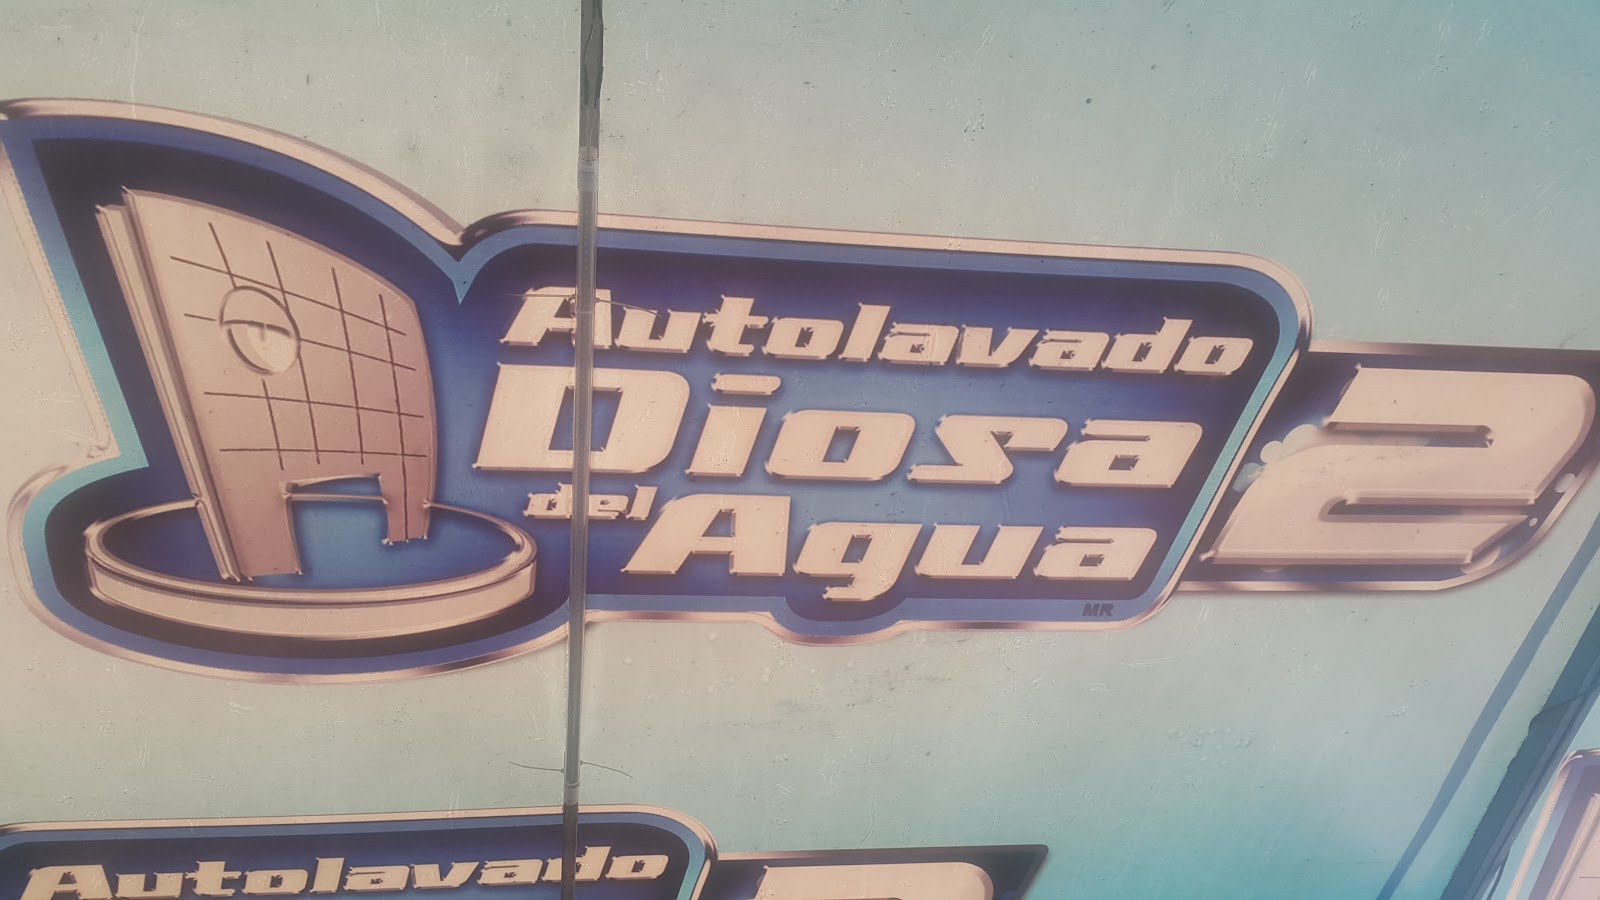 Autolavado
Diosa
del Agua
2
MR
Autolavado